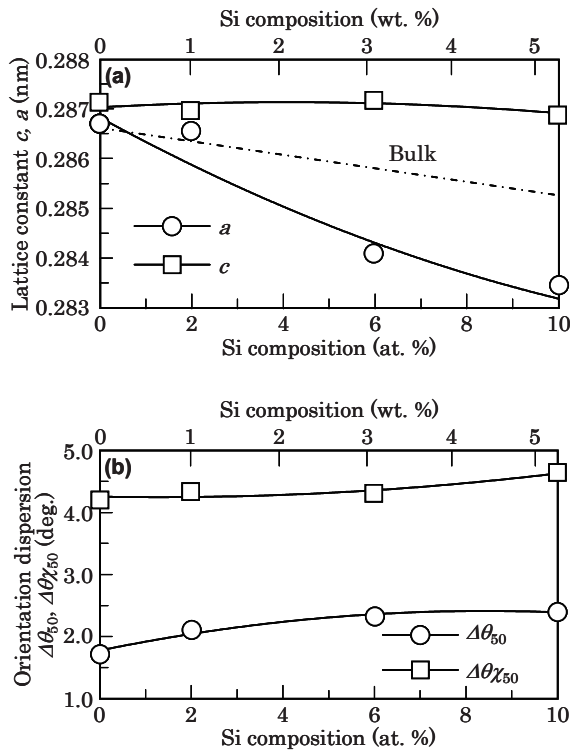 Si composition (wt. %)
0 1 2 3 4 5
(a)
Lattice constant c, a (nm)
0.288
0.287
0.286
0.285
0.284
0.283
Bulk
a
c
0 2 4 6 8 10
Si composition (at. %)
Si composition (wt. %)
0 1 2 3 4 5
(b)
Orientation dispersion
Δθ50, Δθχ50 (deg.)
5.0
4.0
3.0
2.0
1.0
Δθ50
Δθχ50
0 2 4 6 8 10
Si composition (at. %)